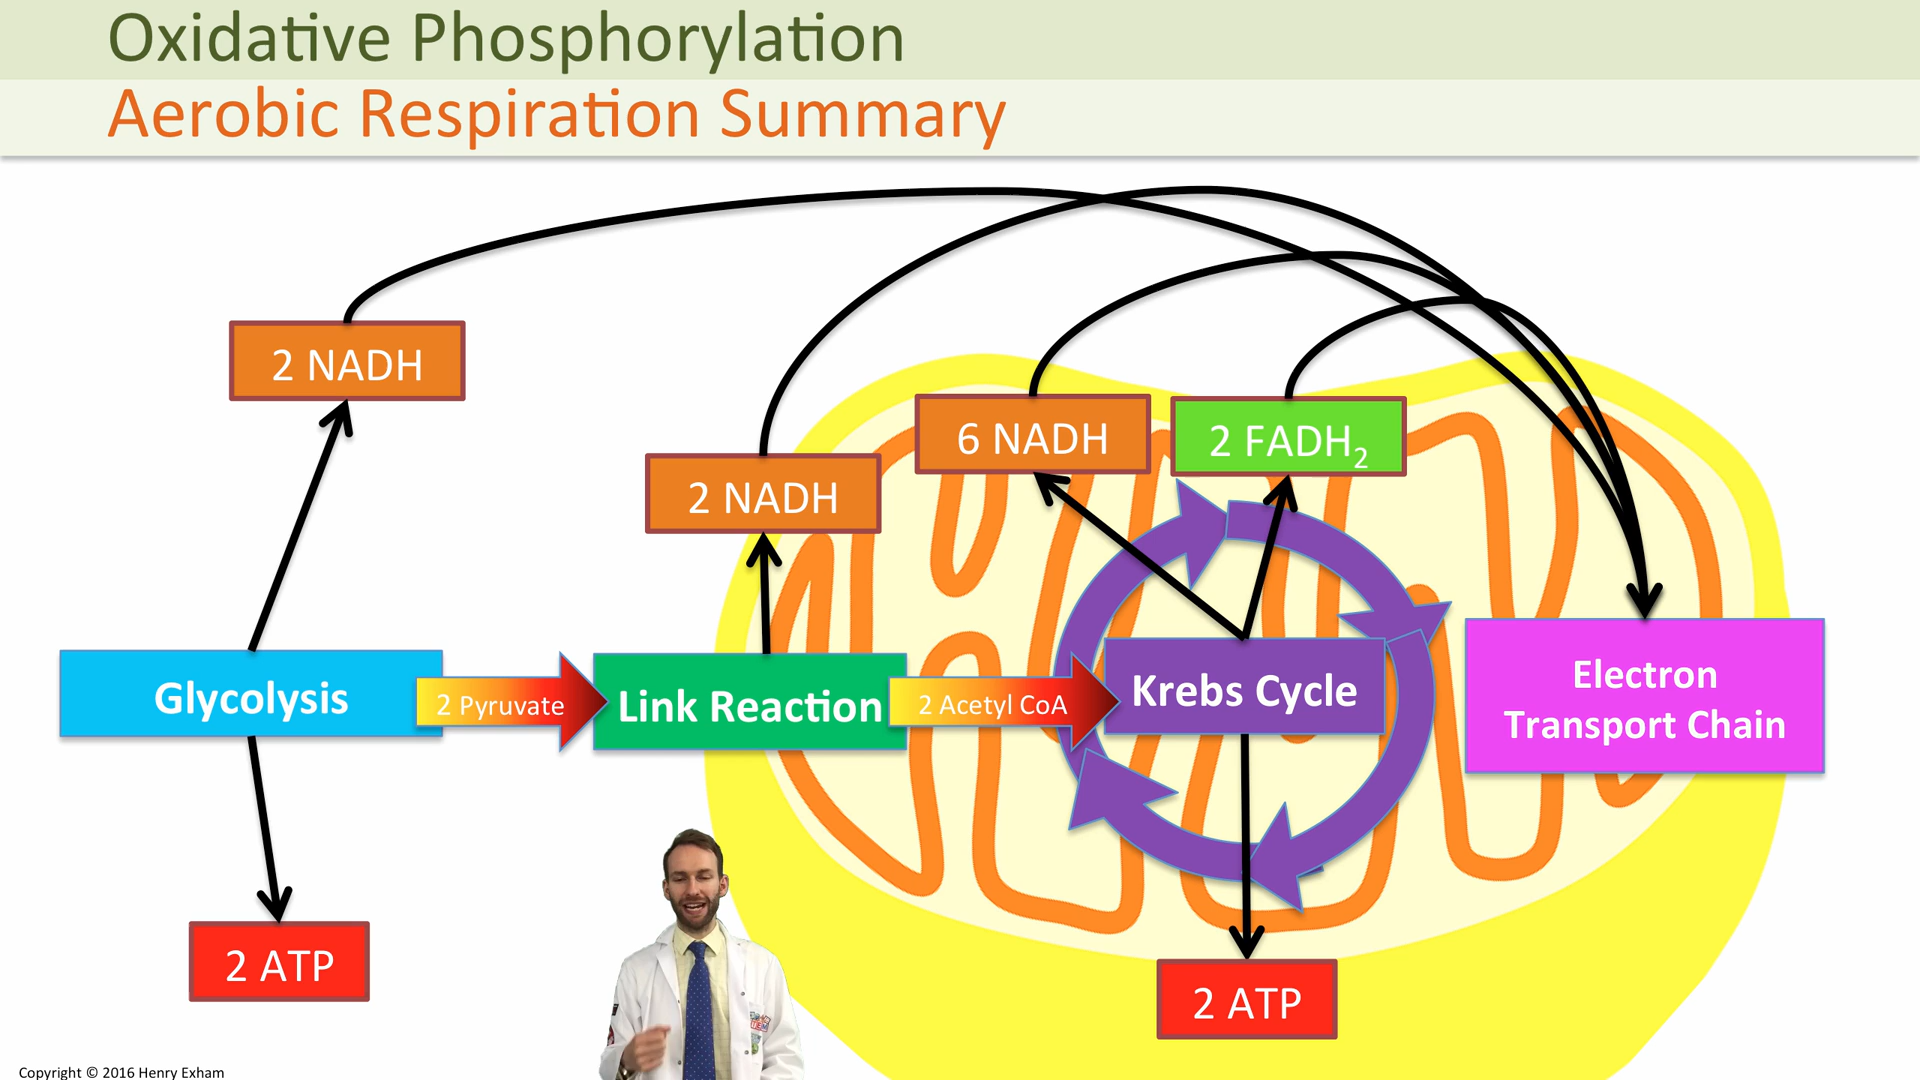 Oxidative Phosphorylation
Aerobic Respiration Summary
2 NADH
2 NADH
6 NADH
2 FADH₂
Glycolysis
2 Pyruvate
Link Reaction
2 Acetyl CoA
Krebs Cycle
Electron
Transport Chain
2 ATP
2 ATP
Copyright © 2016 Henry Exham